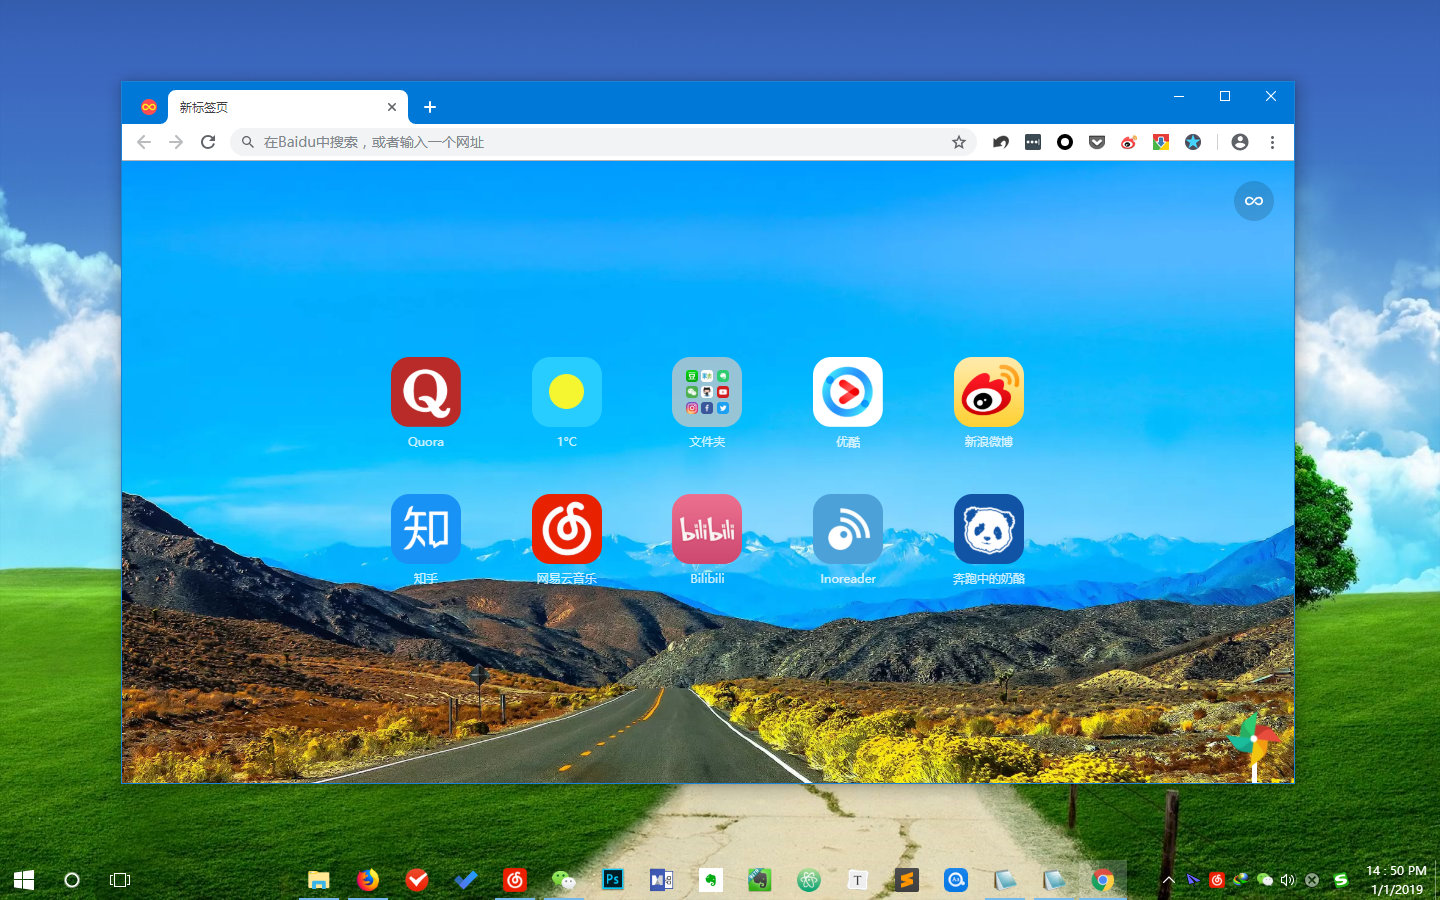 新标签页
在Baidu中搜索，或者输入一个网址
Q
Quora
1°C
文件夹
优酷
新浪微博
知
知乎
网易云音乐
bilibili
Bilibili
Inoreader
奔跑中的奶酪
Ps
T
14 : 50 PM
1/1/2019